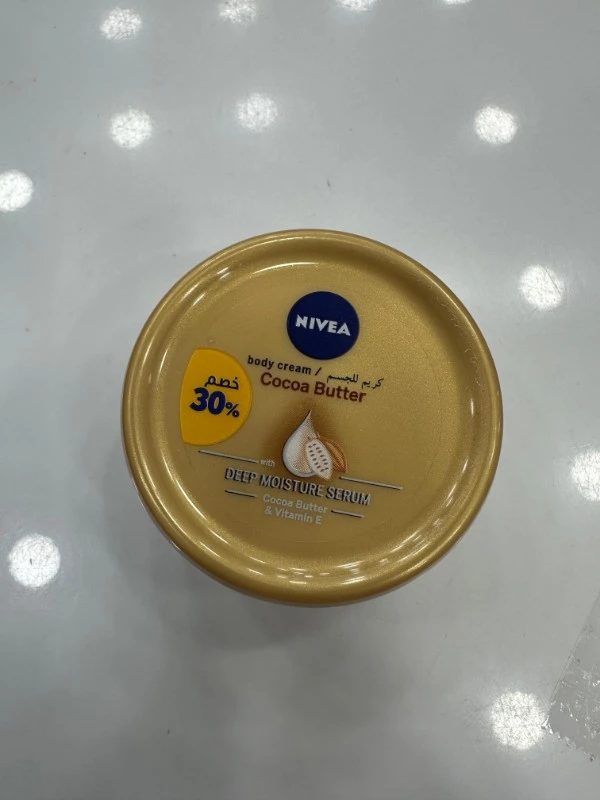 NIVEA
body cream / كريم للجسم
Cocoa Butter
خصم
30%
with
DEEP MOISTURE SERUM
Cocoa Butter
& Vitamin E